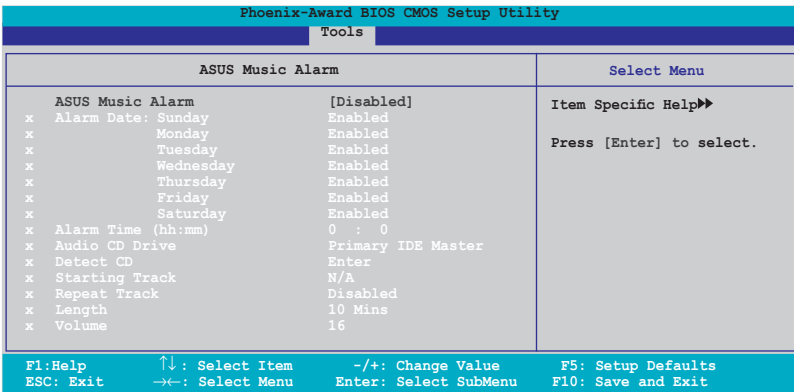 Phoenix-Award BIOS CMOS Setup Utility
Tools
ASUS Music Alarm
Select Menu
ASUS Music Alarm [Disabled]
x Alarm Date: Sunday Enabled
x Monday Enabled
x Tuesday Enabled
x Wednesday Enabled
x Thursday Enabled
x Friday Enabled
x Saturday Enabled
x Alarm Time (hh:mm) 0 : 0
x Audio CD Drive Primary IDE Master
x Detect CD Enter
x Starting Track N/A
x Repeat Track Disabled
x Length 10 Mins
x Volume 16
Item Specific Help▶▶
Press [Enter] to select.
F1:Help ↑↓: Select Item -/+: Change Value F5: Setup Defaults
ESC: Exit →←: Select Menu Enter: Select SubMenu F10: Save and Exit